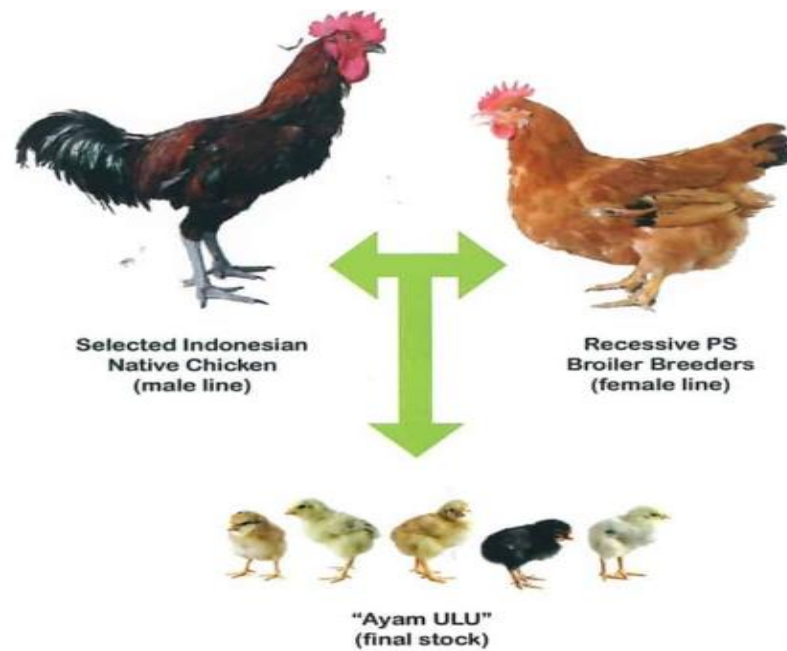 Selected Indonesian
Native Chicken
(male line)
Recessive PS
Broiler Breeders
(female line)
“Ayam ULU”
(final stock)